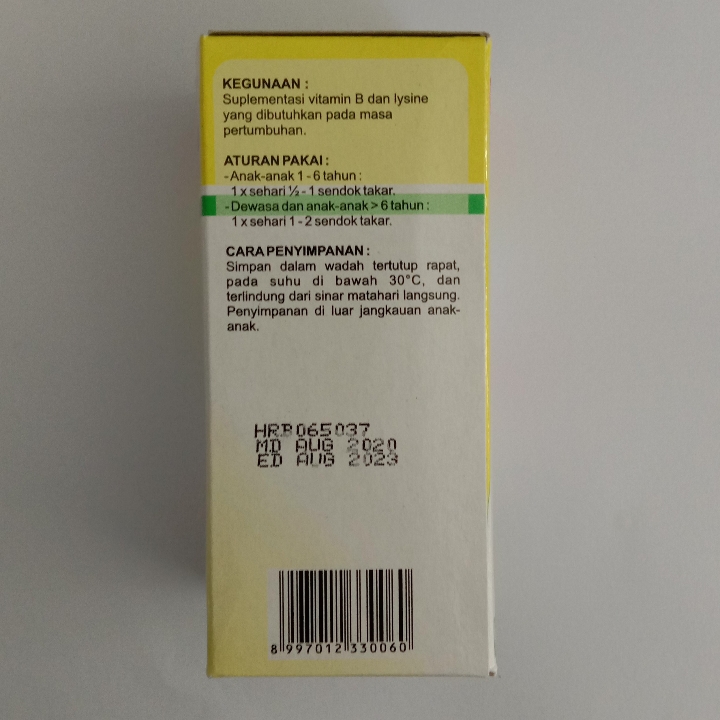 KEGUNAAN :
Suplementasi vitamin B dan lysine
yang dibutuhkan pada masa
pertumbuhan.
ATURAN PAKAI :
- Anak-anak 1 - 6 tahun :
1 x sehari ½ - 1 sendok takar.
- Dewasa dan anak-anak > 6 tahun :
1 x sehari 1 - 2 sendok takar.
CARA PENYIMPANAN :
Simpan dalam wadah tertutup rapat,
pada suhu di bawah 30°C, dan
terlindung dari sinar matahari langsung.
Penyimpanan di luar jangkauan anak-
anak.
HRB065037
MD AUG 2020
ED AUG 2023
8 997012 330060